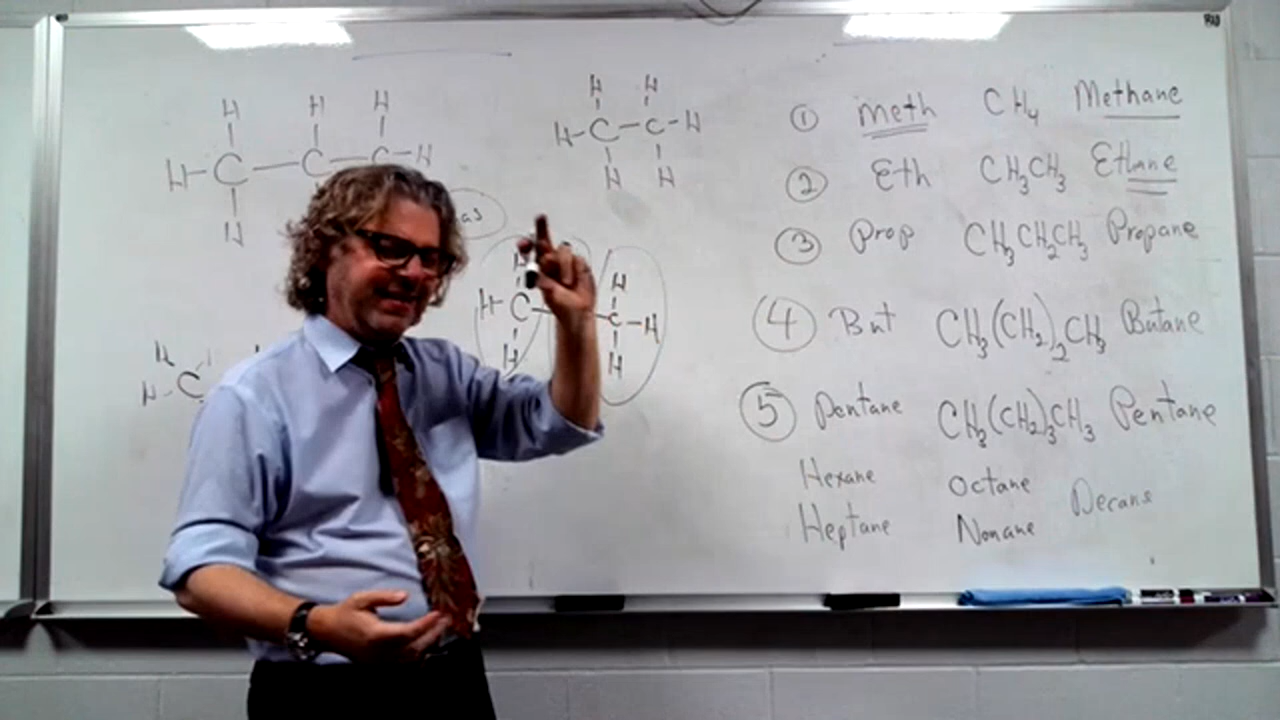 H H H
H-C-C-C-H
H
H H
H-C-C-H
H H
as
H
H-C C-H
H H
H
H-C
① Meth CH₄ Methane
② Eth CH₃CH₃ Ethane
③ Prop CH₃CH₂CH₃ Propane
④ But CH₃(CH₂)₂CH₃ Butane
⑤ Pentane CH₃(CH₂)₃CH₃ Pentane
Hexane Octane Decane
Heptane Nonane